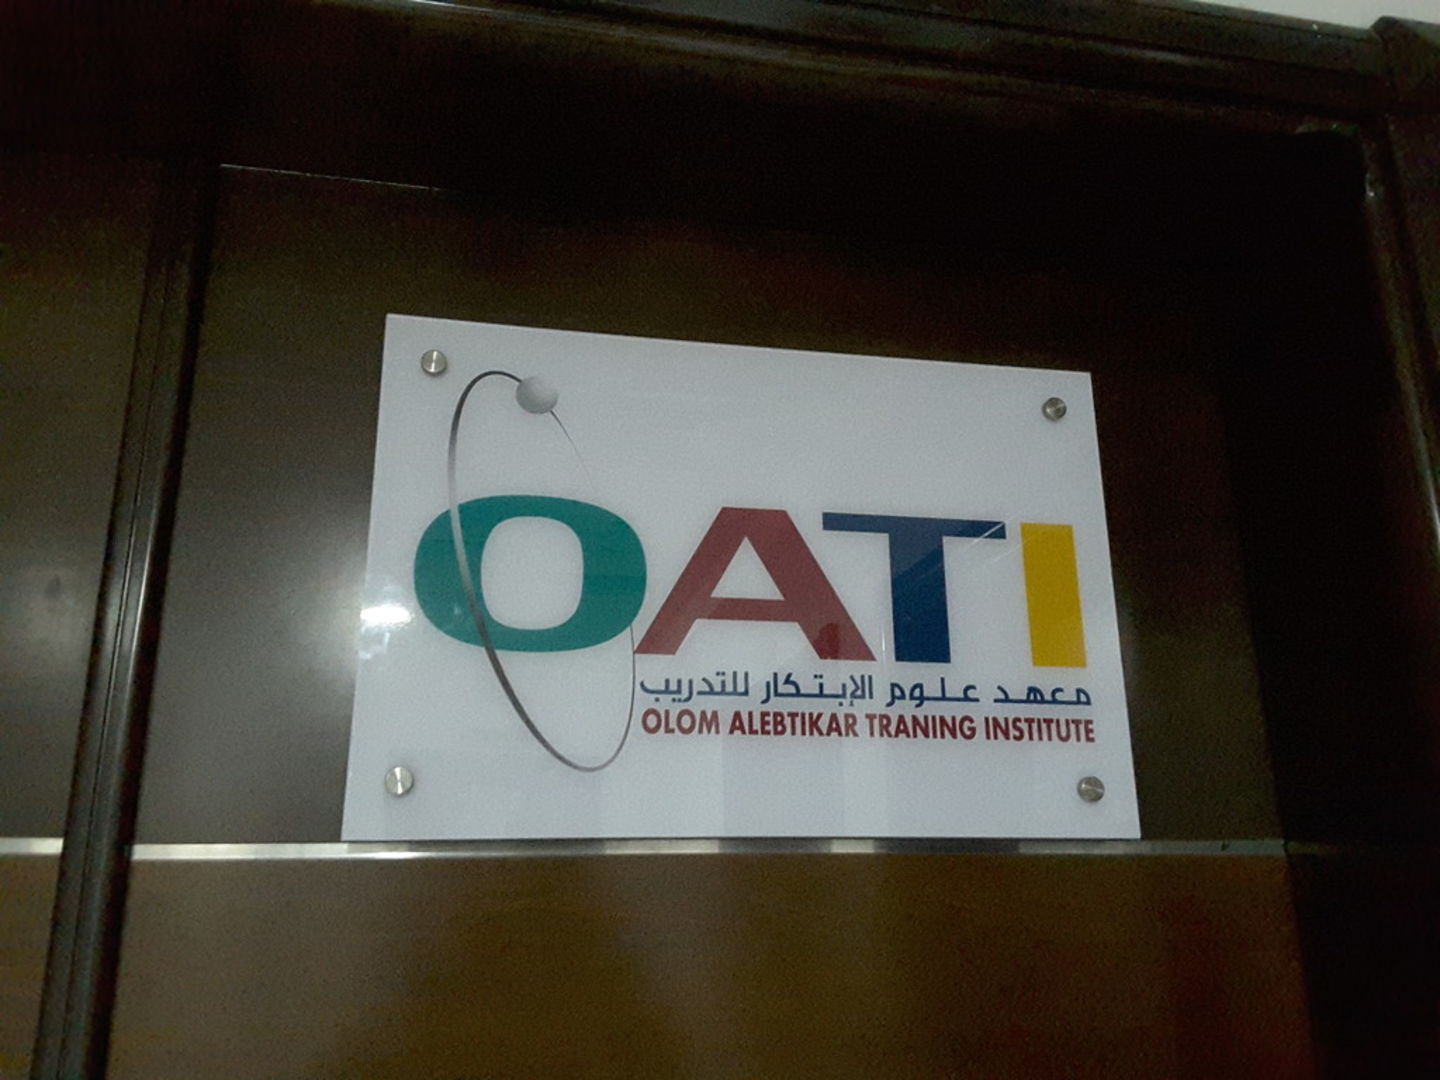 OATI
معهد علوم الإبتكار للتدريب
OLOM ALEBTIKAR TRANING INSTITUTE